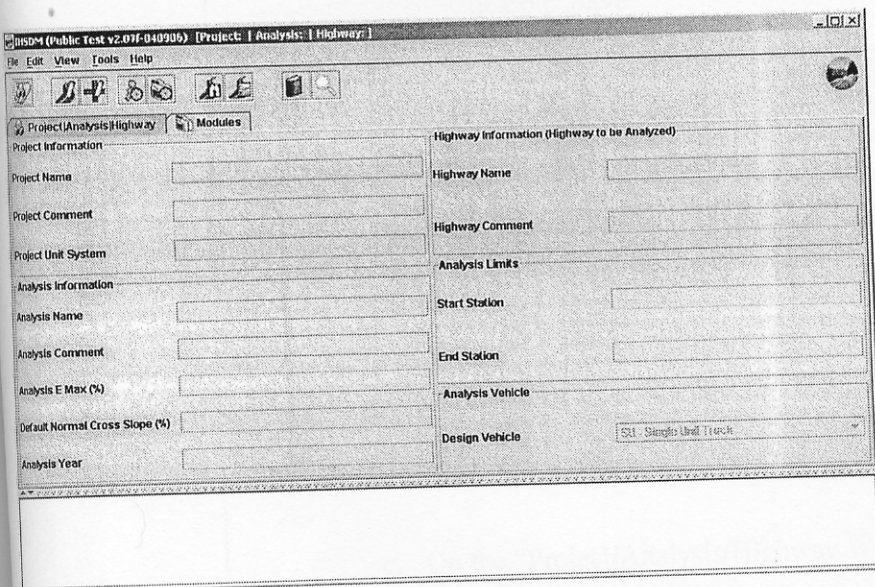 IHSDM (Public Test v2.07f-040906) [Project: | Analysis: | Highway: ]
File Edit View Tools Help
Project|Analysis|Highway
Modules
Project Information
Project Name
Project Comment
Project Unit System
Analysis Information
Analysis Name
Analysis Comment
Analysis E Max (%)
Default Normal Cross Slope (%)
Analysis Year
Highway Information (Highway to be Analyzed)
Highway Name
Highway Comment
Analysis Limits
Start Station
End Station
Analysis Vehicle
Design Vehicle
SU - Single Unit Truck